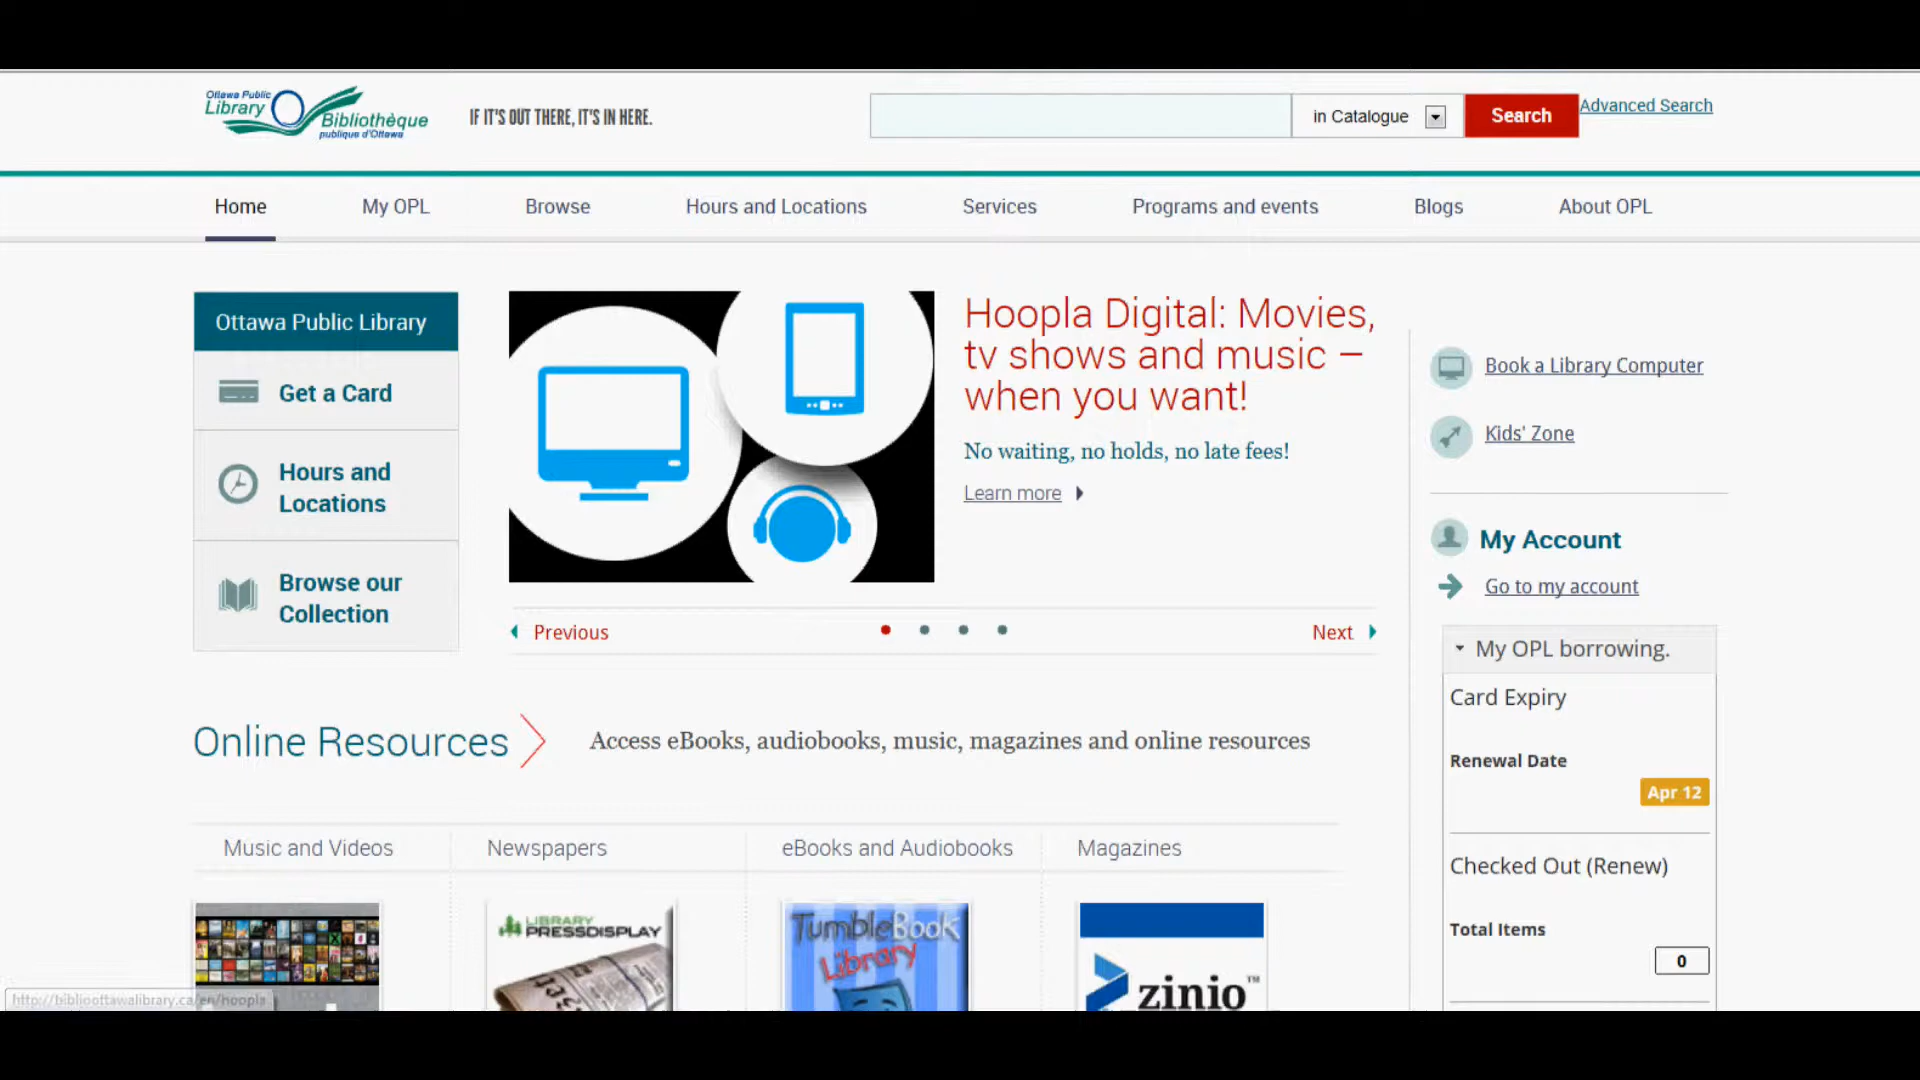 Ottawa Public
Library
Bibliothèque
publique d'Ottawa
IF IT'S OUT THERE, IT'S IN HERE.
in Catalogue
Search
Advanced Search
Home
My OPL
Browse
Hours and Locations
Services
Programs and events
Blogs
About OPL
Ottawa Public Library
Get a Card
Hours and
Locations
Browse our
Collection
Hoopla Digital: Movies,
tv shows and music –
when you want!
No waiting, no holds, no late fees!
Learn more
Previous
Next
Book a Library Computer
Kids' Zone
My Account
Go to my account
My OPL borrowing.
Card Expiry
Renewal Date
Apr 12
Checked Out (Renew)
Total Items
0
Online Resources
Access eBooks, audiobooks, music, magazines and online resources
Music and Videos
Newspapers
eBooks and Audiobooks
Magazines
LIBRARY
PRESSDISPLAY
TumbleBook
Library
zinio™
http://biblioottawalibrary.ca/en/hoopla